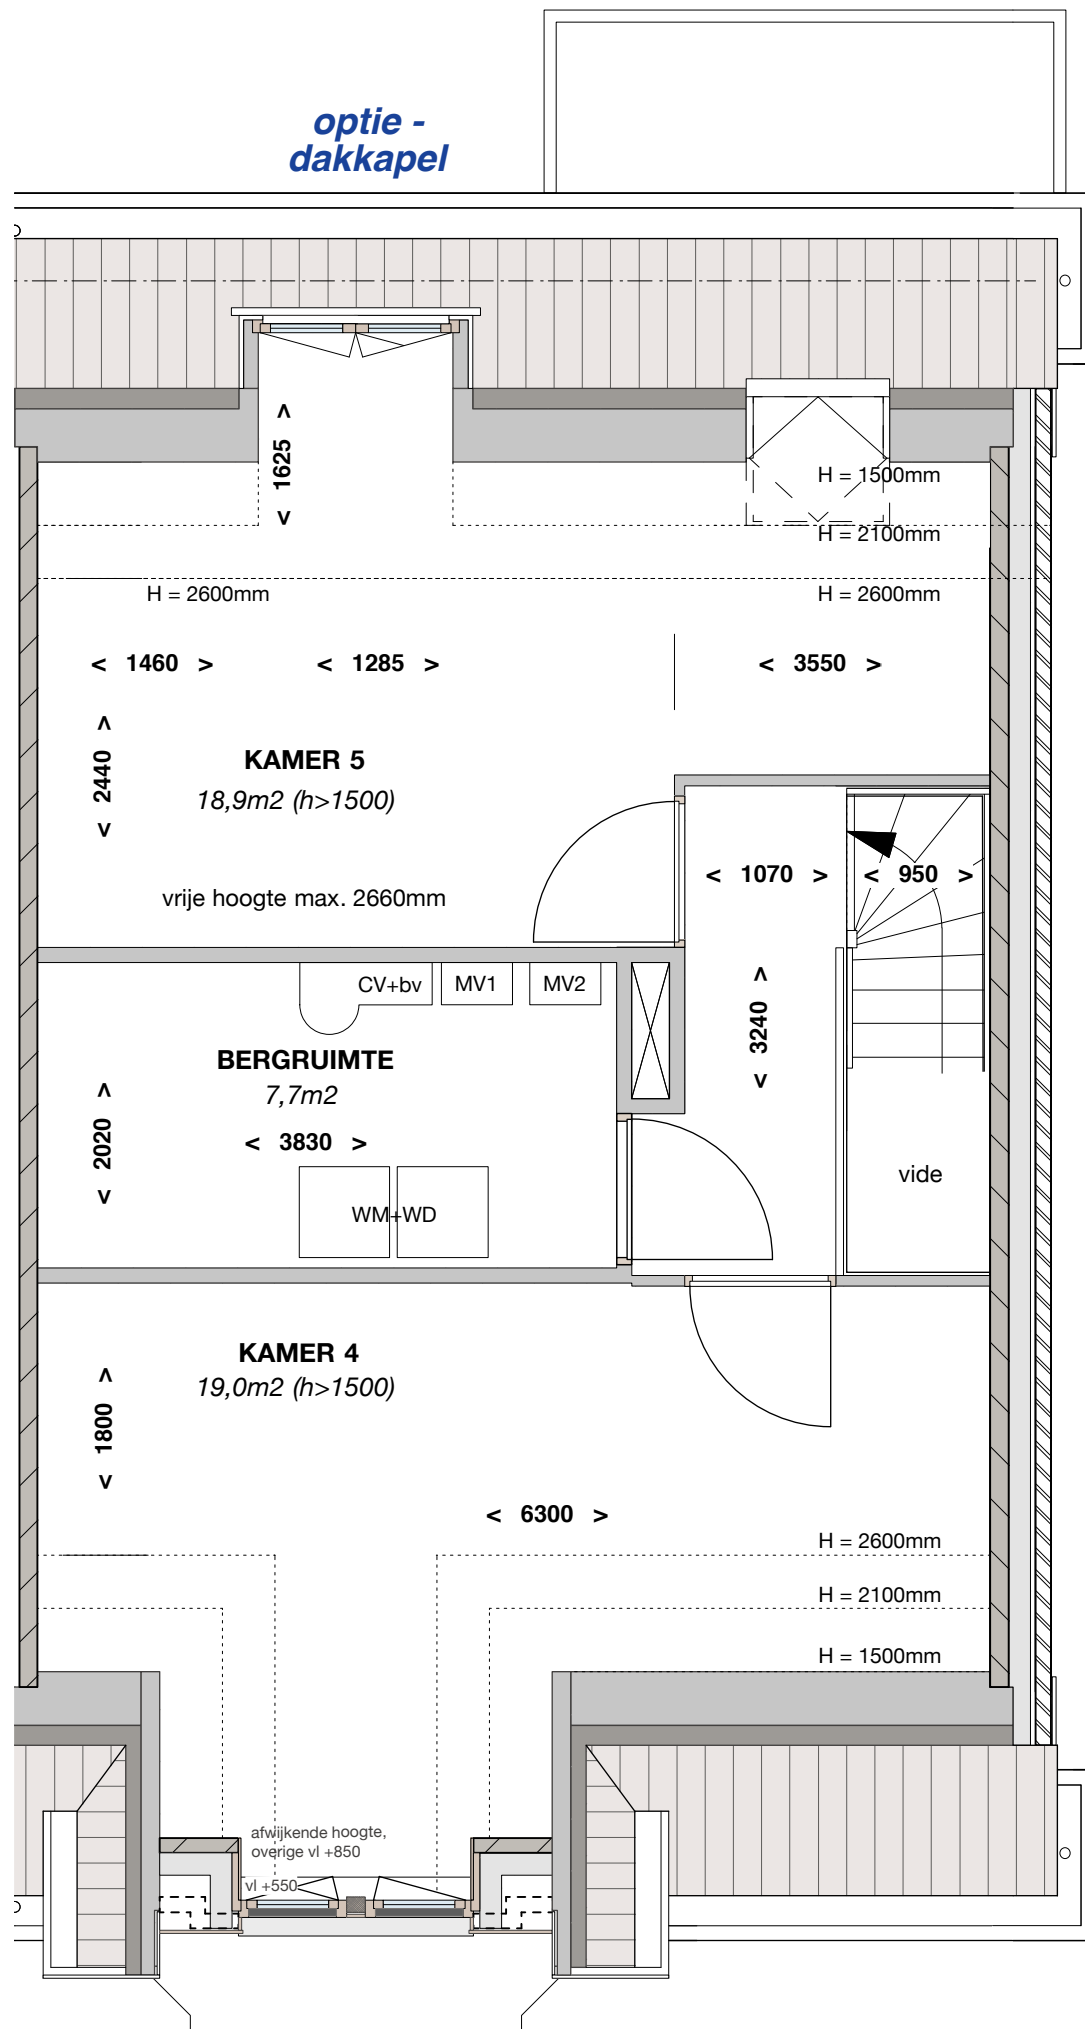 optie -
dakkapel
< 1625 >
H = 1500mm
H = 2100mm
H = 2600mm
H = 2600mm
< 1460 >
< 1285 >
< 3550 >
< 2440 >
KAMER 5
18,9m2 (h>1500)
< 1070 >
< 950 >
vrije hoogte max. 2660mm
CV+bv
MV1
MV2
< 3240 >
BERGRUIMTE
7,7m2
< 2020 >
< 3830 >
vide
WM+WD
KAMER 4
19,0m2 (h>1500)
< 1800 >
< 6300 >
H = 2600mm
H = 2100mm
H = 1500mm
afwijkende hoogte,
overige vl +850
vl +550